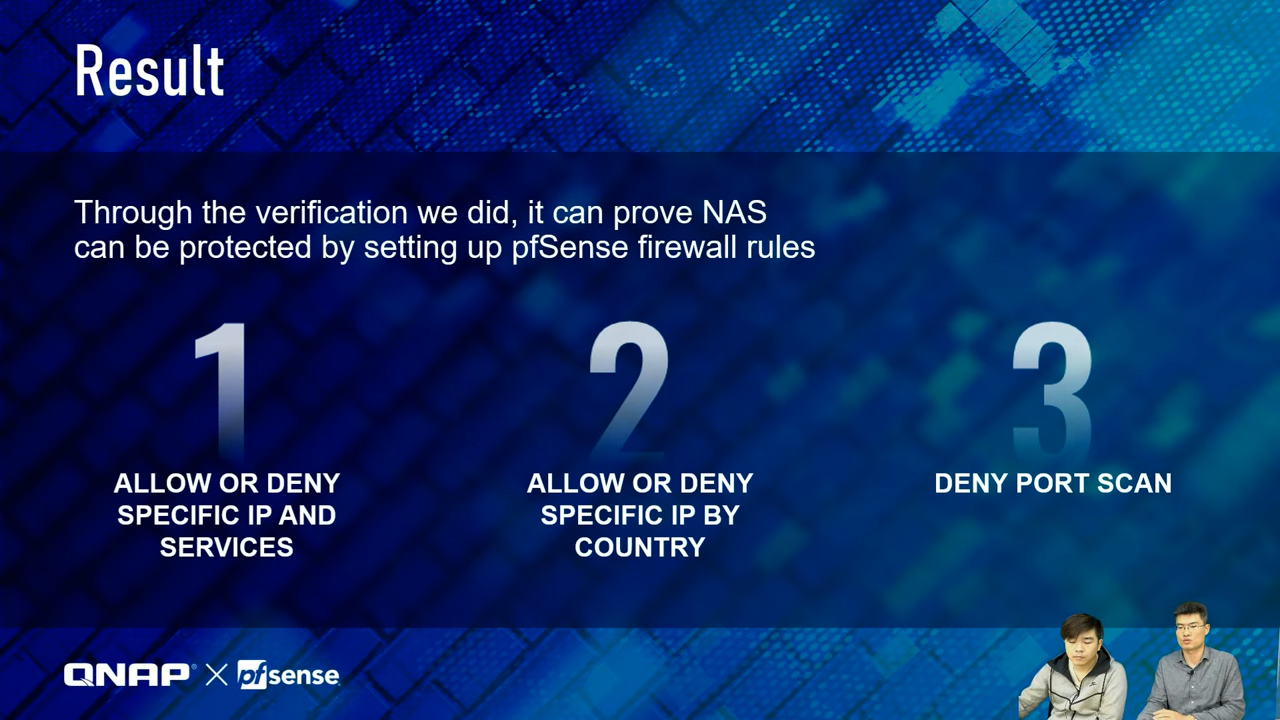 Result
Through the verification we did, it can prove NAS
can be protected by setting up pfSense firewall rules
1
ALLOW OR DENY
SPECIFIC IP AND
SERVICES
2
ALLOW OR DENY
SPECIFIC IP BY
COUNTRY
3
DENY PORT SCAN
QNAP × pfsense